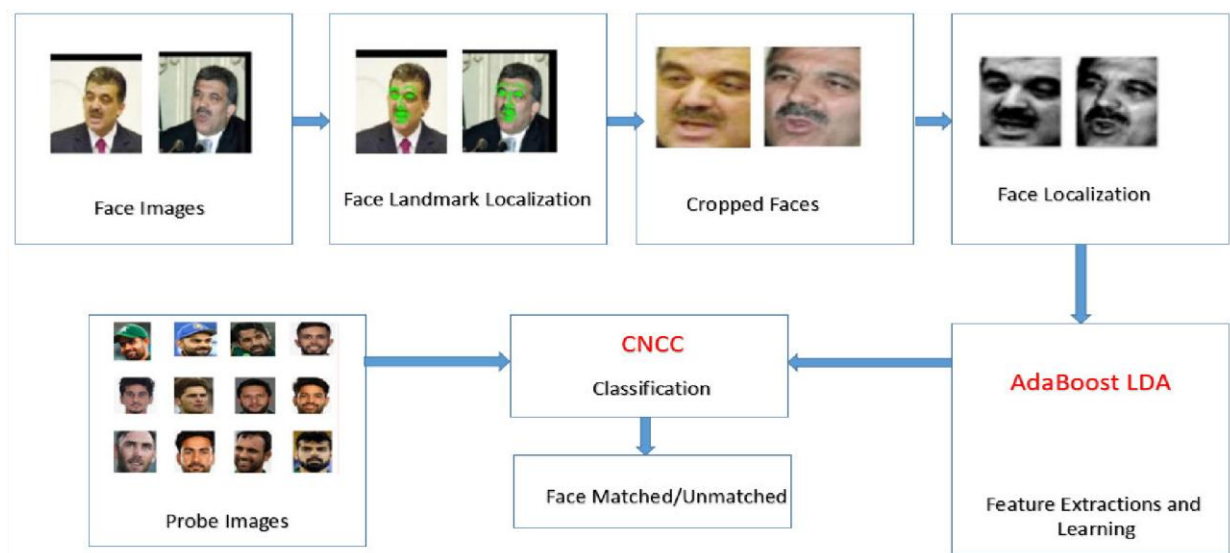 Face Images
Face Landmark Localization
Cropped Faces
Face Localization
Probe Images
CNCC
Classification
Face Matched/Unmatched
AdaBoost LDA
Feature Extractions and
Learning